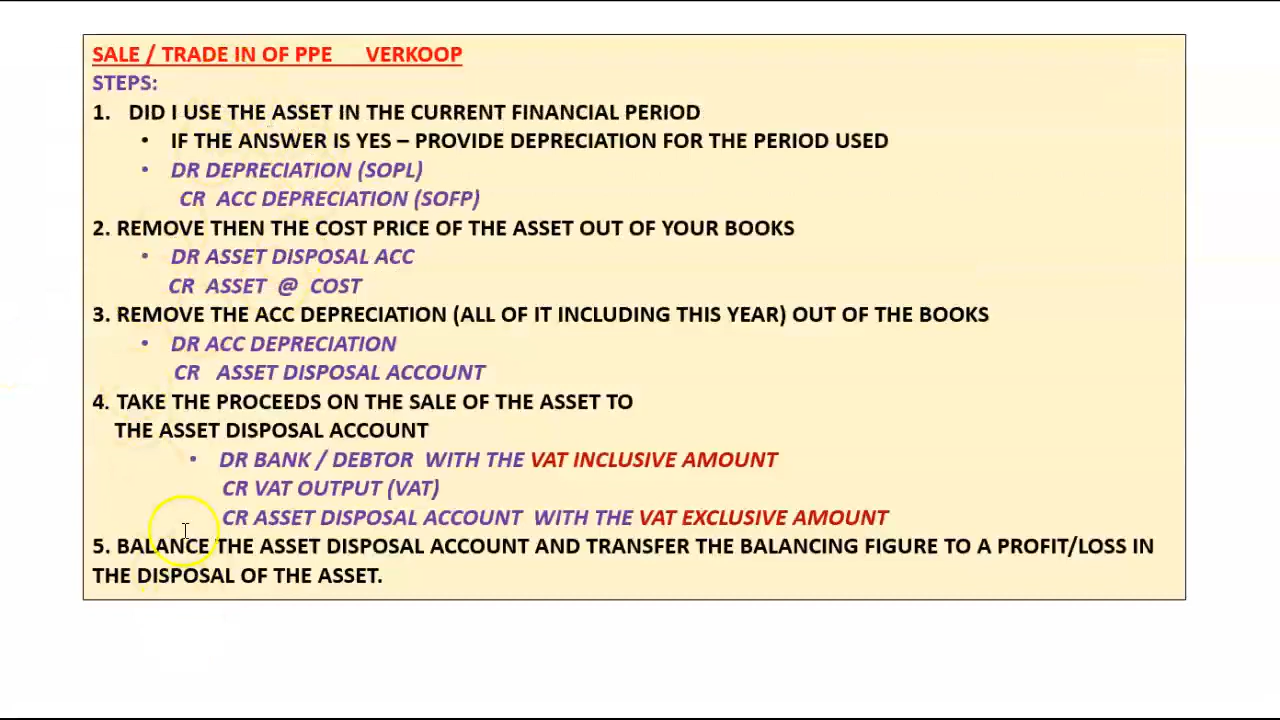 SALE / TRADE IN OF PPE VERKOOP
STEPS:
1. DID I USE THE ASSET IN THE CURRENT FINANCIAL PERIOD
• IF THE ANSWER IS YES – PROVIDE DEPRECIATION FOR THE PERIOD USED
• DR DEPRECIATION (SOPL)
CR ACC DEPRECIATION (SOFP)
2. REMOVE THEN THE COST PRICE OF THE ASSET OUT OF YOUR BOOKS
• DR ASSET DISPOSAL ACC
CR ASSET @ COST
3. REMOVE THE ACC DEPRECIATION (ALL OF IT INCLUDING THIS YEAR) OUT OF THE BOOKS
• DR ACC DEPRECIATION
CR ASSET DISPOSAL ACCOUNT
4. TAKE THE PROCEEDS ON THE SALE OF THE ASSET TO
THE ASSET DISPOSAL ACCOUNT
• DR BANK / DEBTOR WITH THE VAT INCLUSIVE AMOUNT
CR VAT OUTPUT (VAT)
CR ASSET DISPOSAL ACCOUNT WITH THE VAT EXCLUSIVE AMOUNT
5. BALANCE THE ASSET DISPOSAL ACCOUNT AND TRANSFER THE BALANCING FIGURE TO A PROFIT/LOSS IN
THE DISPOSAL OF THE ASSET.